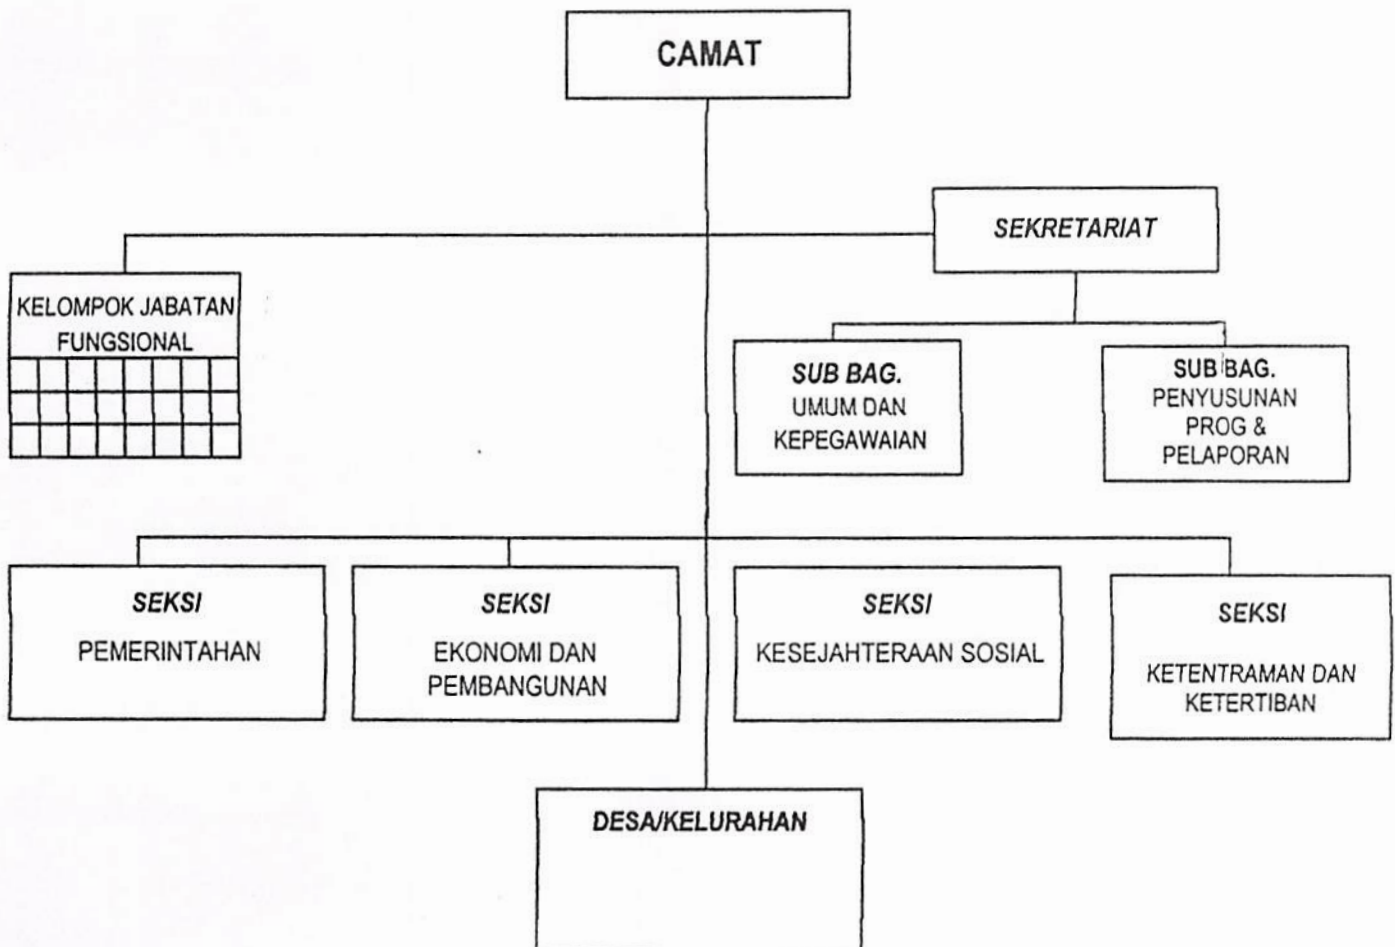 CAMAT
SEKRETARIAT
KELOMPOK JABATAN
FUNGSIONAL
SUB BAG.
UMUM DAN
KEPEGAWAIAN
SUB BAG.
PENYUSUNAN
PROG &
PELAPORAN
SEKSI
PEMERINTAHAN
SEKSI
EKONOMI DAN
PEMBANGUNAN
SEKSI
KESEJAHTERAAN SOSIAL
SEKSI
KETENTRAMAN DAN
KETERTIBAN
DESA/KELURAHAN